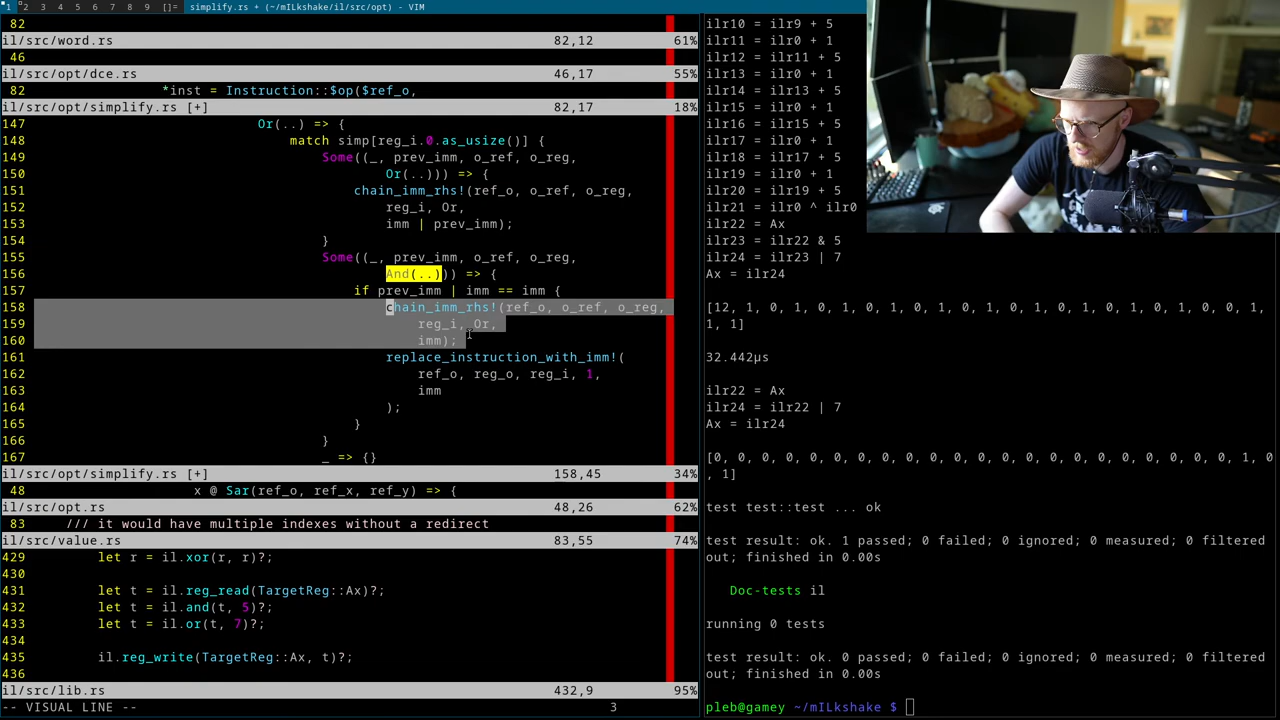 1 2 3 4 5 6 7 8 9 []= simplify.rs + (~/mILkshake/il/src/opt) - VIM
82
il/src/word.rs 82,12 61%
46
il/src/opt/dce.rs 46,17 55%
82 *inst = Instruction::$op($ref_o,
il/src/opt/simplify.rs [+] 82,17 18%
147 Or(..) => {
148 match simp[reg_i.0.as_usize()] {
149 Some((_, prev_imm, o_ref, o_reg,
150 Or(..))) => {
151 chain_imm_rhs!(ref_o, o_ref, o_reg,
152 reg_i, Or,
153 imm | prev_imm);
154 }
155 Some((_, prev_imm, o_ref, o_reg,
156 And(..))) => {
157 if prev_imm | imm == imm {
158 chain_imm_rhs!(ref_o, o_ref, o_reg,
159 reg_i, Or,
160 imm);
161 replace_instruction_with_imm!(
162 ref_o, reg_o, reg_i, 1,
163 imm
164 );
165 }
166 }
167 _ => {}
il/src/opt/simplify.rs [+] 158,45 34%
48 x @ Sar(ref_o, ref_x, ref_y) => {
il/src/opt.rs 48,26 62%
83 /// it would have multiple indexes without a redirect
il/src/value.rs 83,55 74%
429 let r = il.xor(r, r)?;
430
431 let t = il.reg_read(TargetReg::Ax)?;
432 let t = il.and(t, 5)?;
433 let t = il.or(t, 7)?;
434
435 il.reg_write(TargetReg::Ax, t)?;
436
il/src/lib.rs 432,9 95%
-- VISUAL LINE -- 3
ilr10 = ilr9 + 5
ilr11 = ilr0 + 1
ilr12 = ilr11 + 5
ilr13 = ilr0 + 1
ilr14 = ilr13 + 5
ilr15 = ilr0 + 1
ilr16 = ilr15 + 5
ilr17 = ilr0 + 1
ilr18 = ilr17 + 5
ilr19 = ilr0 + 1
ilr20 = ilr19 + 5
ilr21 = ilr0 ^ ilr0
ilr22 = Ax
ilr23 = ilr22 & 5
ilr24 = ilr23 | 7
Ax = ilr24
[12, 1, 0, 1, 0, 1, 0, 1, 0, 1, 0, 1, 0, 1, 0, 1, 0, 1, 0, 1, 0, 1,
1, 1]
32.442µs
ilr22 = Ax
ilr24 = ilr22 | 7
Ax = ilr24
[0, 0, 0, 0, 0, 0, 0, 0, 0, 0, 0, 0, 0, 0, 0, 0, 0, 0, 0, 0, 0, 0, 1, 0
, 1]
test test::test ... ok
test result: ok. 1 passed; 0 failed; 0 ignored; 0 measured; 0 filtered
out; finished in 0.00s
Doc-tests il
running 0 tests
test result: ok. 0 passed; 0 failed; 0 ignored; 0 measured; 0 filtered
out; finished in 0.00s
pleb@gamey ~/mILkshake $